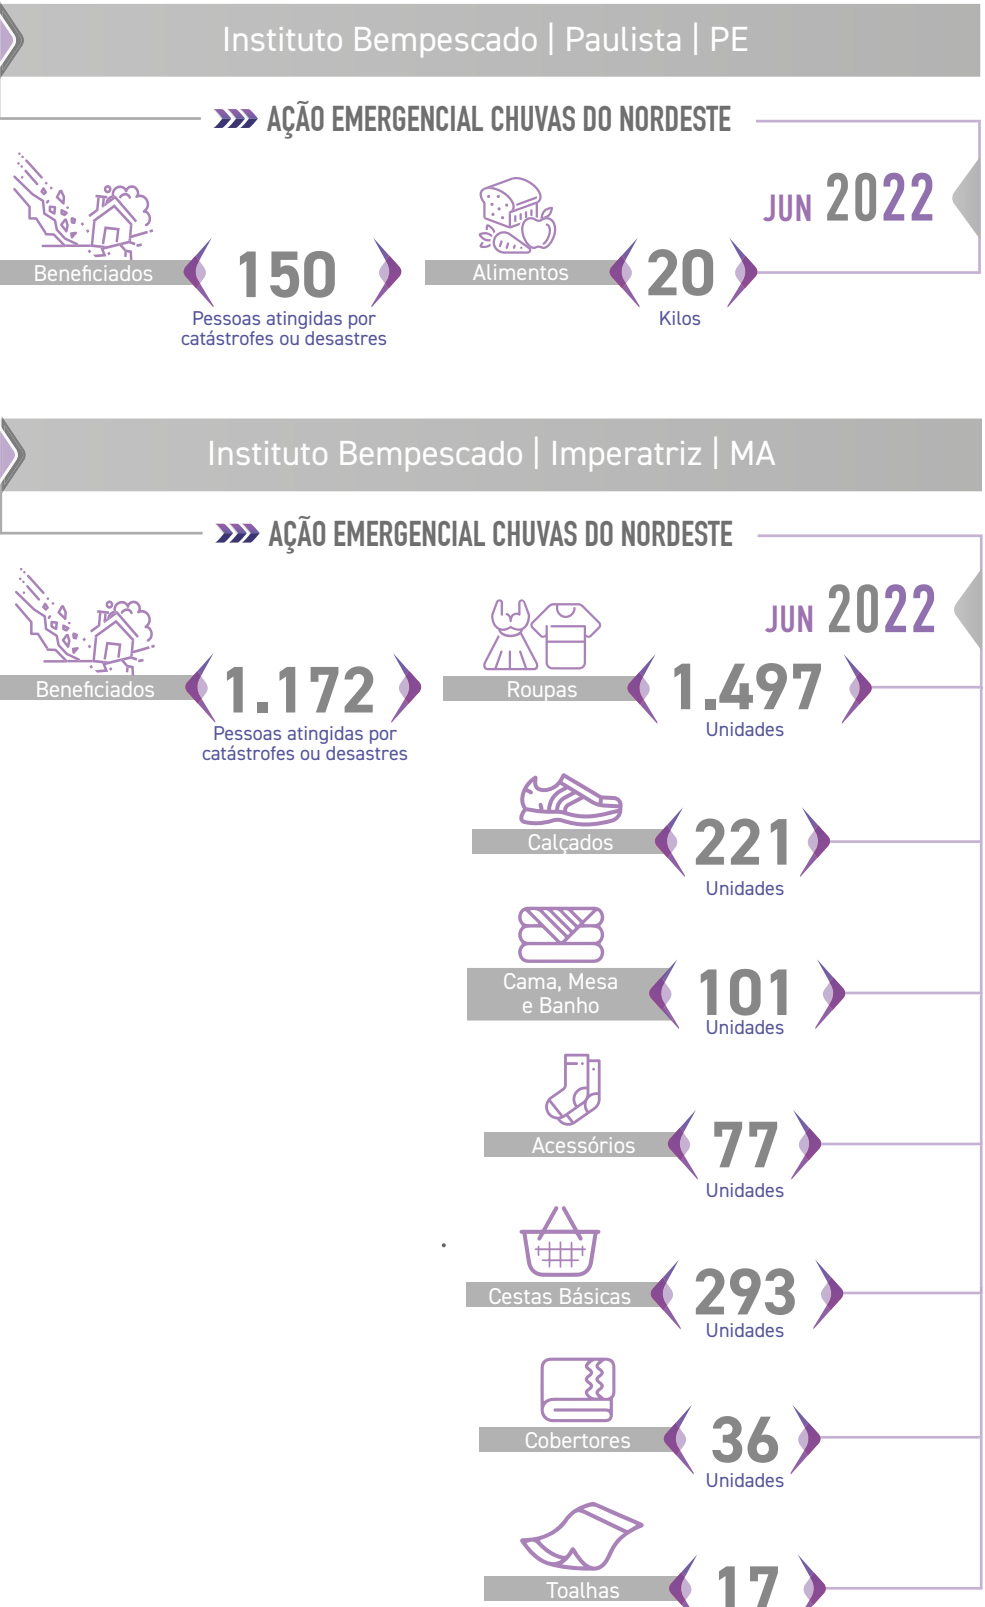 Instituto Bempescado | Paulista | PE
AÇÃO EMERGENCIAL CHUVAS DO NORDESTE
JUN 2022
Beneficiados
150
Pessoas atingidas por
catástrofes ou desastres
Alimentos
20
Kilos
Instituto Bempescado | Imperatriz | MA
AÇÃO EMERGENCIAL CHUVAS DO NORDESTE
JUN 2022
Beneficiados
1.172
Pessoas atingidas por
catástrofes ou desastres
Roupas
1.497
Unidades
Calçados
221
Unidades
Cama, Mesa
e Banho
101
Unidades
Acessórios
77
Unidades
Cestas Básicas
293
Unidades
Cobertores
36
Unidades
Toalhas
17